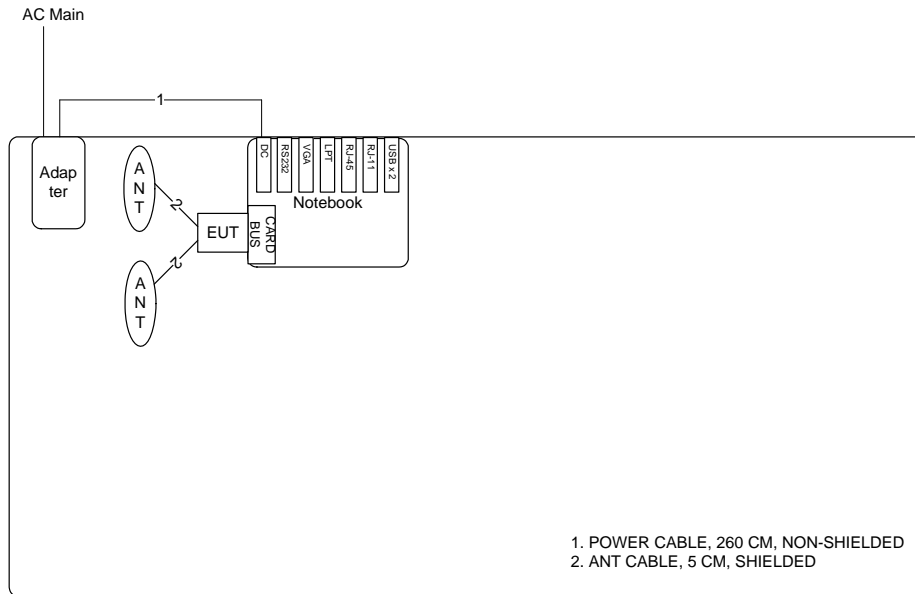 AC Main
1
Adap
ter
A
N
T
2
EUT
CARD
BUS
DC
RS232
VGA
LPT
RJ-45
RJ-11
USB x 2
Notebook
2
A
N
T
1. POWER CABLE, 260 CM, NON-SHIELDED
2. ANT CABLE, 5 CM, SHIELDED